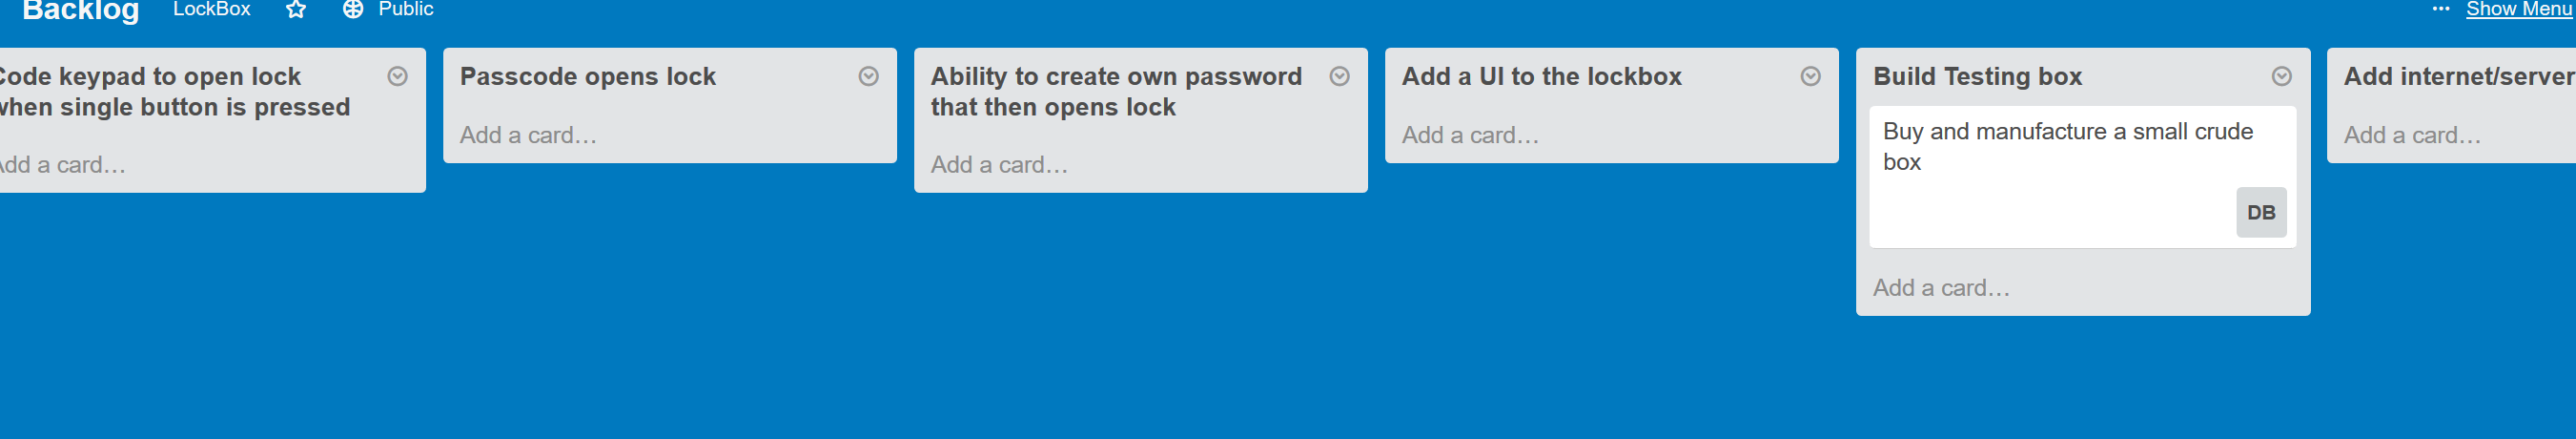 Backlog LockBox Public ... Show Menu
Code keypad to open lock
when single button is pressed
Add a card...
Passcode opens lock
Add a card...
Ability to create own password
that then opens lock
Add a card...
Add a UI to the lockbox
Add a card...
Build Testing box
Buy and manufacture a small crude
box
DB
Add a card...
Add internet/server
Add a card...